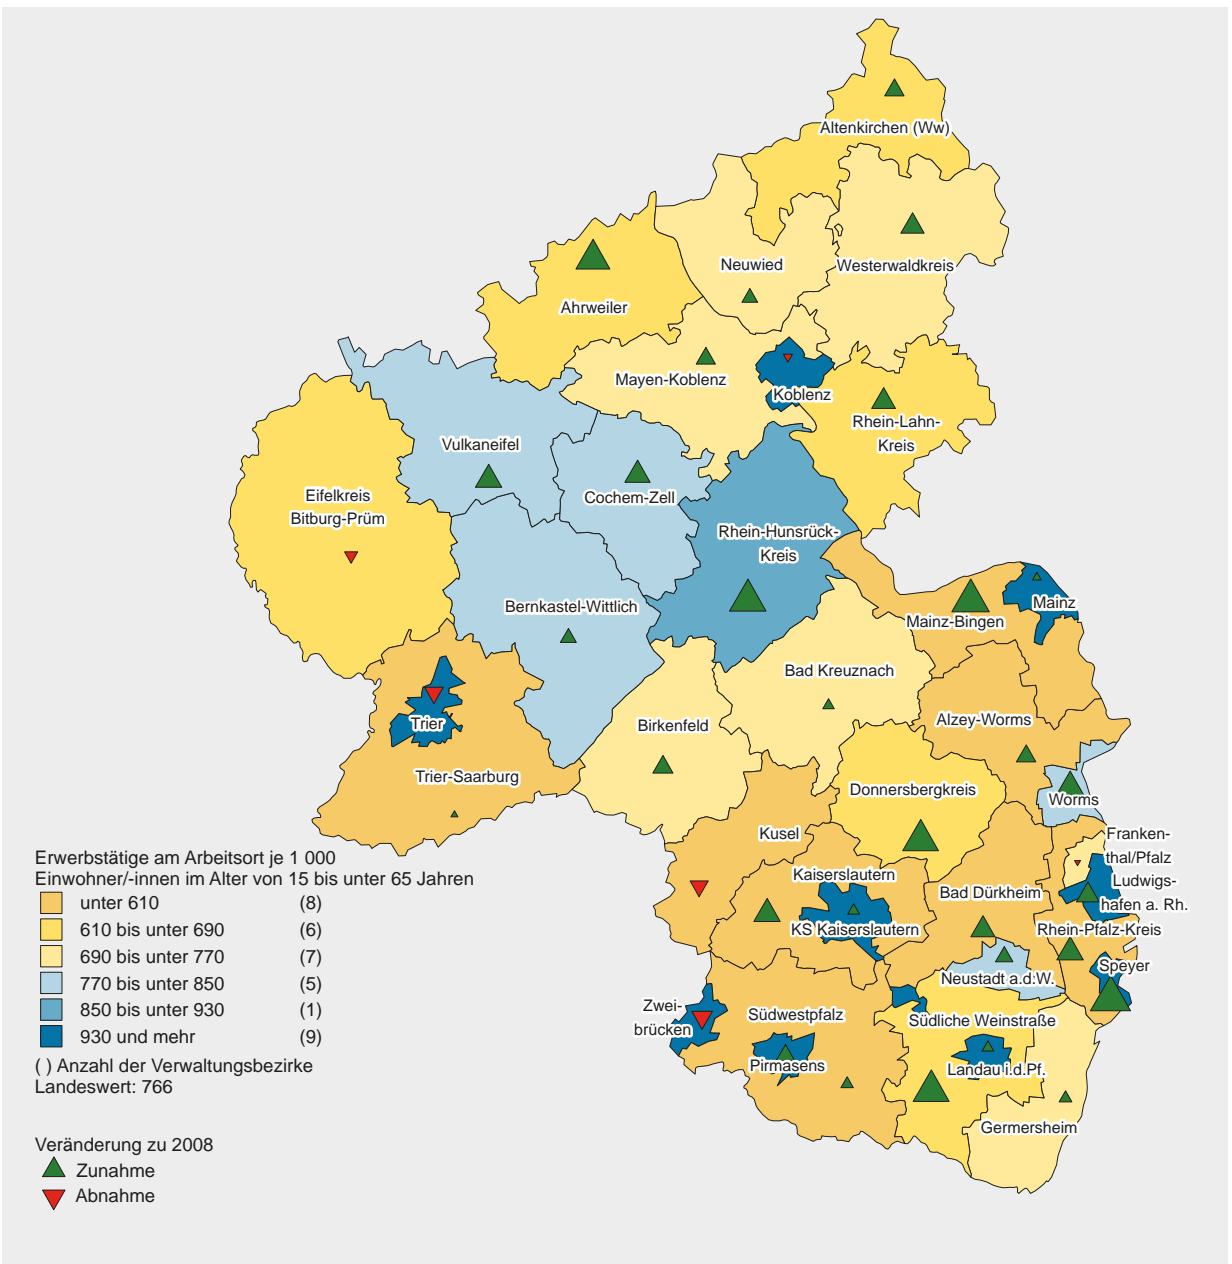 Altenkirchen (Ww)
Neuwied
Westerwaldkreis
Ahrweiler
Mayen-Koblenz
Koblenz
Rhein-Lahn-
Kreis
Vulkaneifel
Cochem-Zell
Eifelkreis
Bitburg-Prüm
Rhein-Hunsrück-
Kreis
Bernkastel-Wittlich
Mainz
Mainz-Bingen
Bad Kreuznach
Alzey-Worms
Trier
Birkenfeld
Trier-Saarburg
Donnersbergkreis
Worms
Kusel
Franken-
thal/Pfalz
Kaiserslautern
Ludwigs-
hafen a. Rh.
Bad Dürkheim
KS Kaiserslautern
Rhein-Pfalz-Kreis
Speyer
Neustadt a.d.W.
Zwei-
brücken
Südwestpfalz
Südliche Weinstraße
Pirmasens
Landau i.d.Pf.
Germersheim
Erwerbstätige am Arbeitsort je 1 000
Einwohner/-innen im Alter von 15 bis unter 65 Jahren
unter 610 (8)
610 bis unter 690 (6)
690 bis unter 770 (7)
770 bis unter 850 (5)
850 bis unter 930 (1)
930 und mehr (9)
( ) Anzahl der Verwaltungsbezirke
Landeswert: 766
Veränderung zu 2008
Zunahme
Abnahme